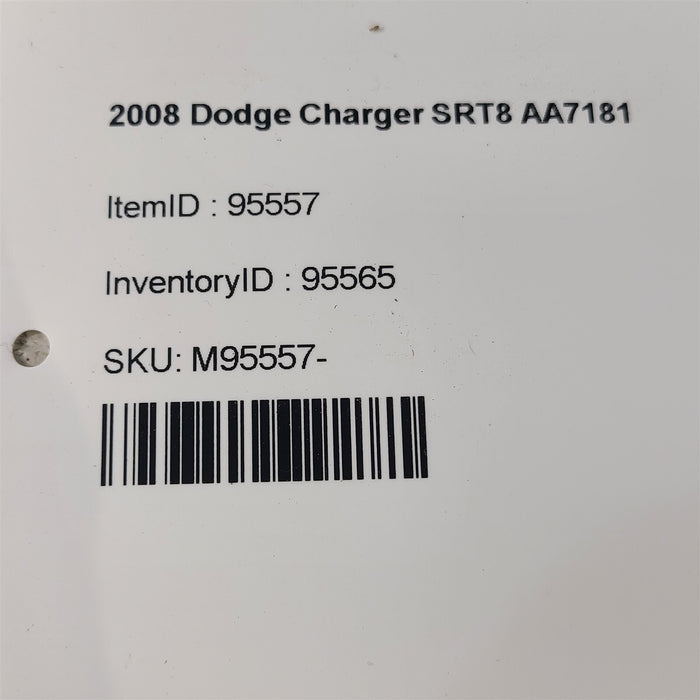 2008 Dodge Charger SRT8 AA7181
ItemID : 95557
InventoryID : 95565
SKU: M95557-